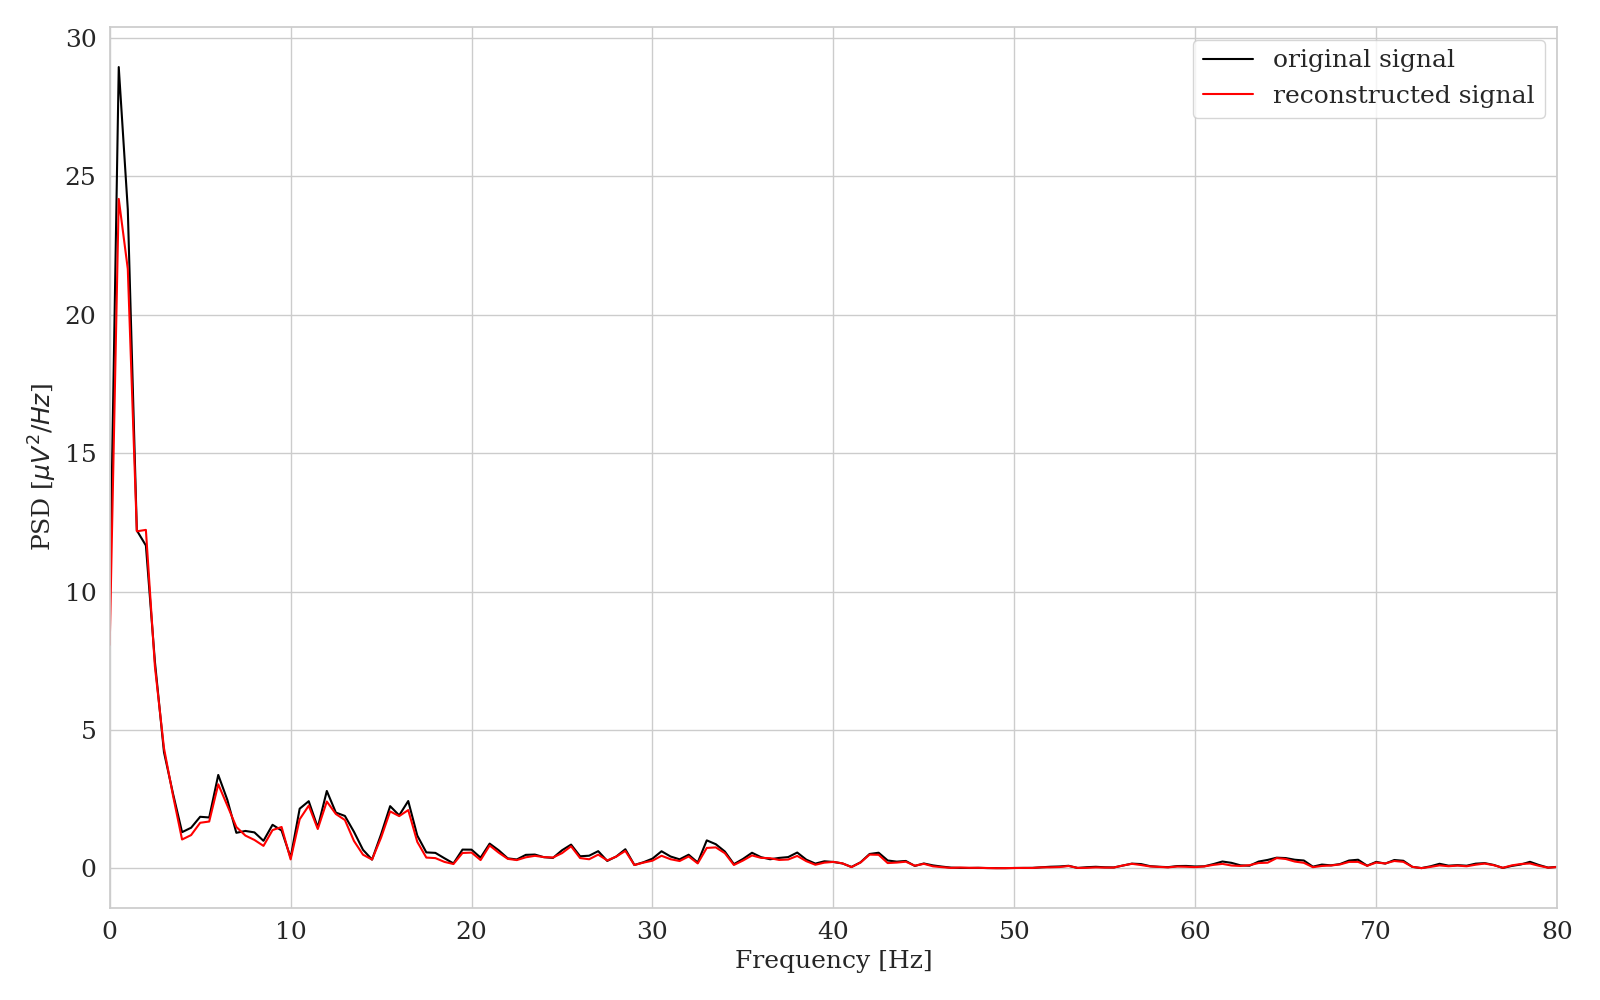 30
25
20
15
10
5
0
PSD [μV²/Hz]
original signal
reconstructed signal
0 10 20 30 40 50 60 70 80
Frequency [Hz]